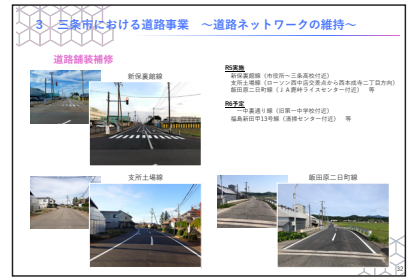 3　三条市における道路事業　～道路ネットワークの維持～
道路舗装補修
新保裏館線
R5実施
新保裏館線（市役所～三条高校付近）
支所土場線（ローソン西中店交差点から西本成寺二丁目方向）
飯田原二日町線（ＪＡ鹿峠ライスセンター付近）　等
R6予定
一中裏通り線（旧第一中学校付近）
福島新田甲13号線（清掃センター付近）　等
支所土場線
飯田原二日町線
32